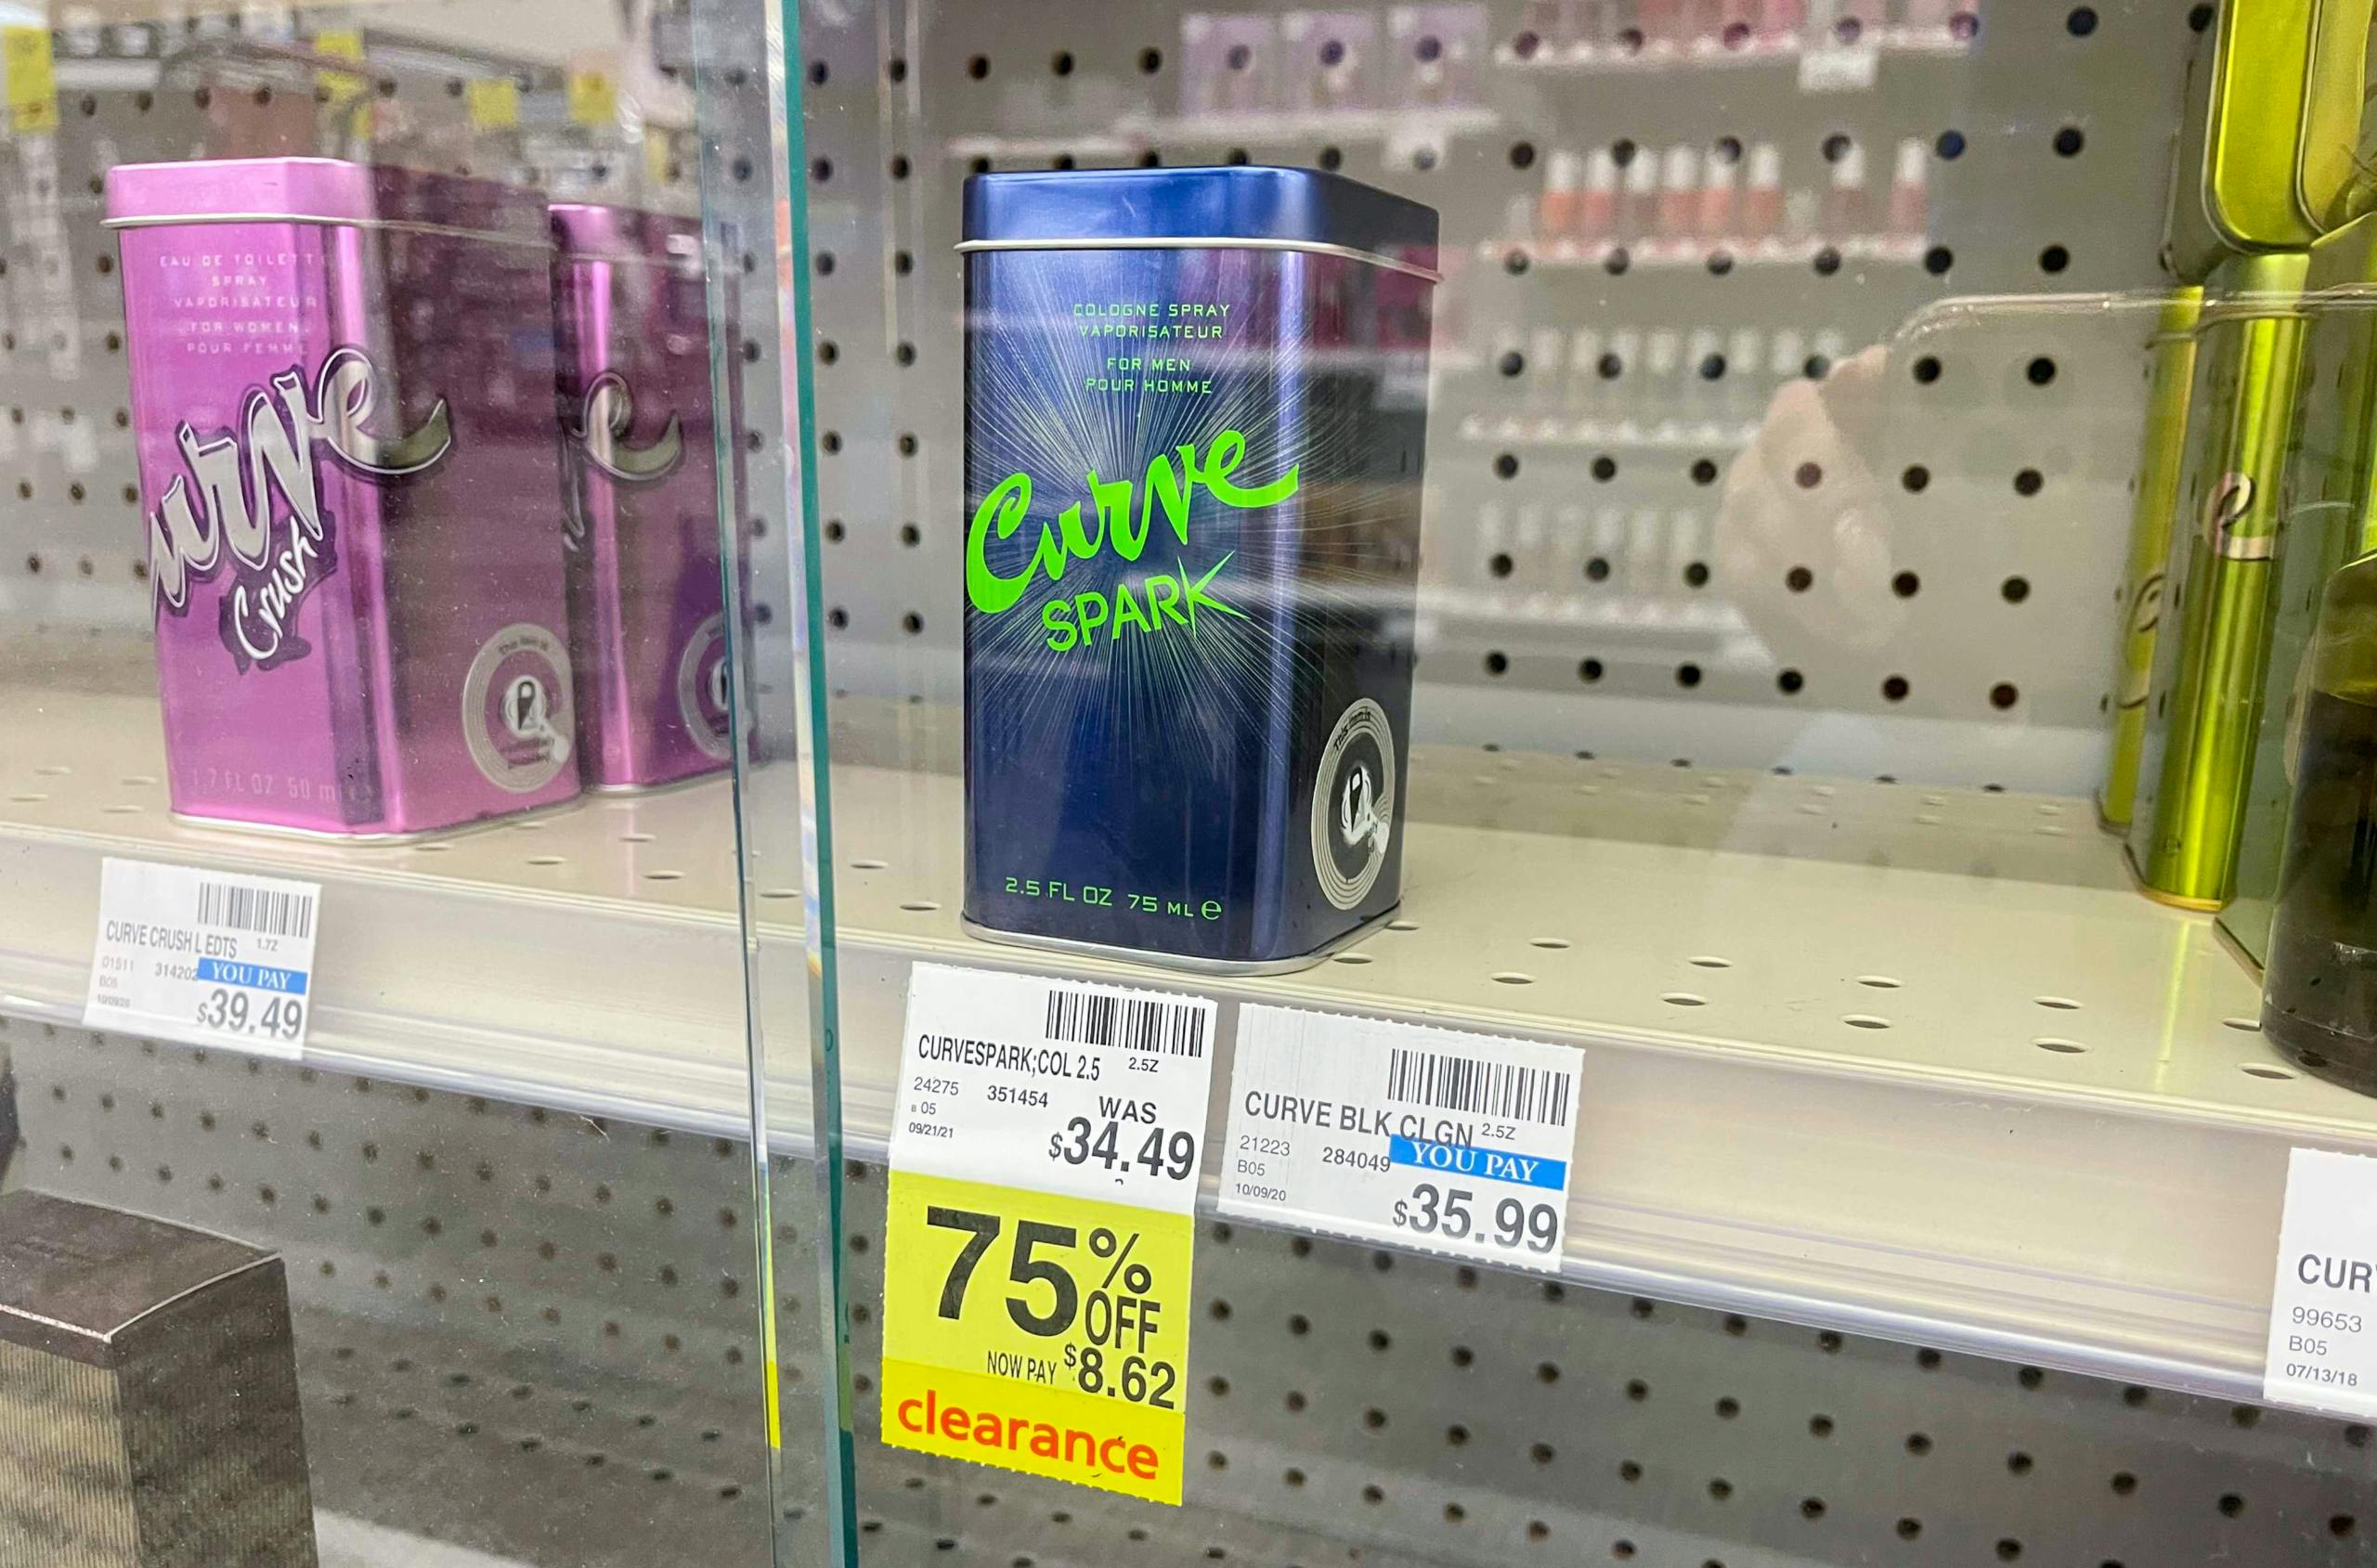 EAU DE TOILETTE
SPRAY
VAPORISATEUR
FOR WOMEN
POUR FEMME
Curve
Crush
1.7 FL OZ 50 ml
COLOGNE SPRAY
VAPORISATEUR
FOR MEN
POUR HOMME
Curve
SPARK
2.5 FL OZ 75 ML e
CURVE CRUSH L EDTS 1.7Z
01511 314202 YOU PAY
B05
$39.49
CURVESPARK;COL 2.5 2.5Z
24275 351454
B 05 WAS
09/21/21 $34.49
75% OFF
NOW PAY $8.62
clearance
CURVE BLK CLGN 2.5Z
21223 284049 YOU PAY
B05
10/09/20 $35.99
CUR
99653
B05
07/13/18